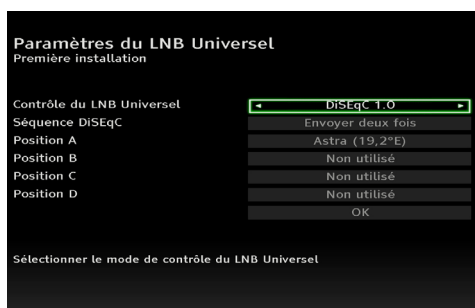 Paramètres du LNB Universel
Première installation
Contrôle du LNB Universel DiSEqC 1.0
Séquence DiSEqC Envoyer deux fois
Position A Astra (19,2°E)
Position B Non utilisé
Position C Non utilisé
Position D Non utilisé
OK
Sélectionner le mode de contrôle du LNB Universel